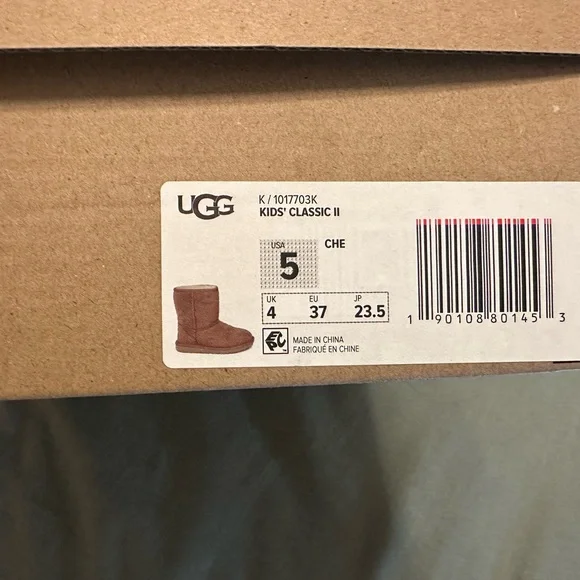 UGG
K / 1017703K
KIDS' CLASSIC II
USA
5
CHE
UK EU JP
4 37 23.5
MADE IN CHINA
FABRIQUÉ EN CHINE
1 90108 80145 3